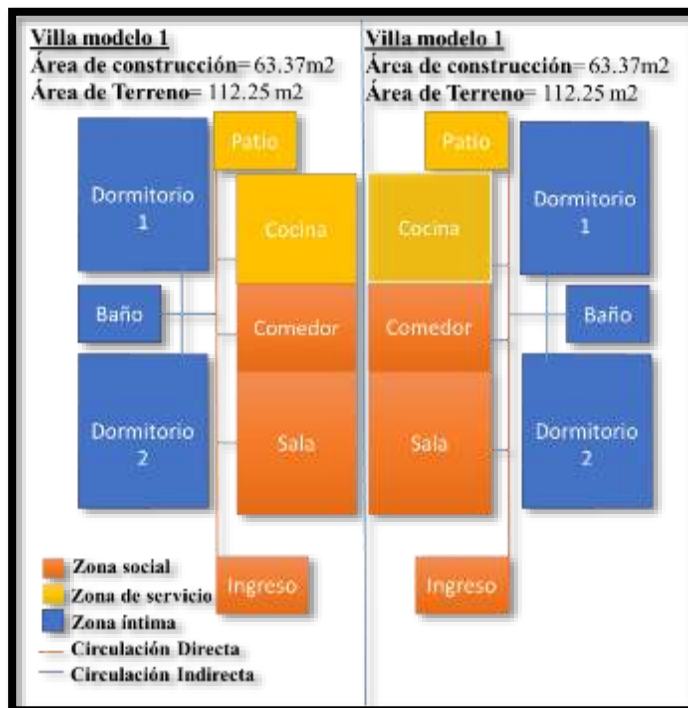 Villa modelo 1
Área de construcción= 63.37m2
Área de Terreno= 112.25 m2
Patio
Dormitorio
1
Cocina
Baño
Comedor
Dormitorio
2
Sala
Ingreso
Zona social
Zona de servicio
Zona íntima
Circulación Directa
Circulación Indirecta
Villa modelo 1
Área de construcción= 63.37m2
Área de Terreno= 112.25 m2
Patio
Cocina
Dormitorio
1
Baño
Comedor
Sala
Dormitorio
2
Ingreso